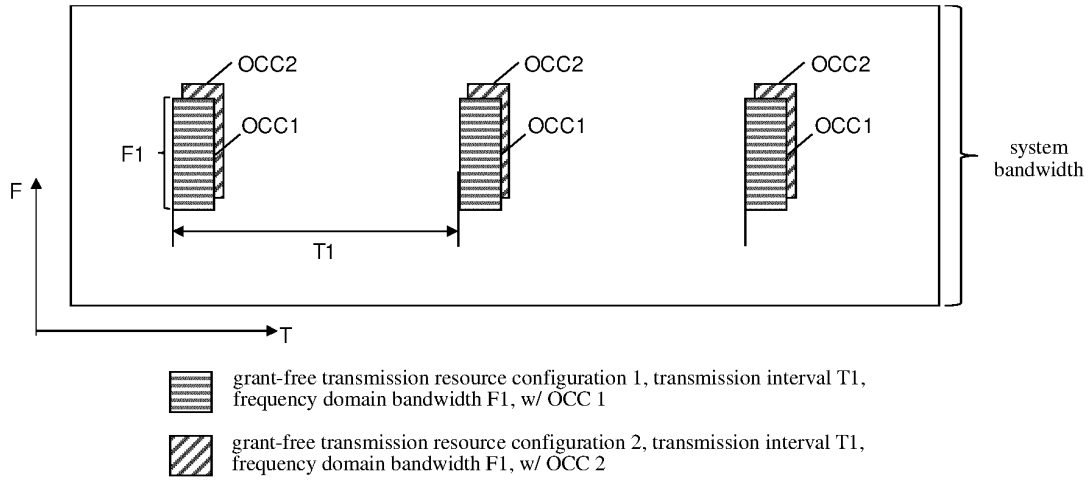 OCC2
OCC2
OCC2
OCC1
OCC1
OCC1
F1
system
bandwidth
F
T1
T
grant-free transmission resource configuration 1, transmission interval T1,
frequency domain bandwidth F1, w/ OCC 1
grant-free transmission resource configuration 2, transmission interval T1,
frequency domain bandwidth F1, w/ OCC 2